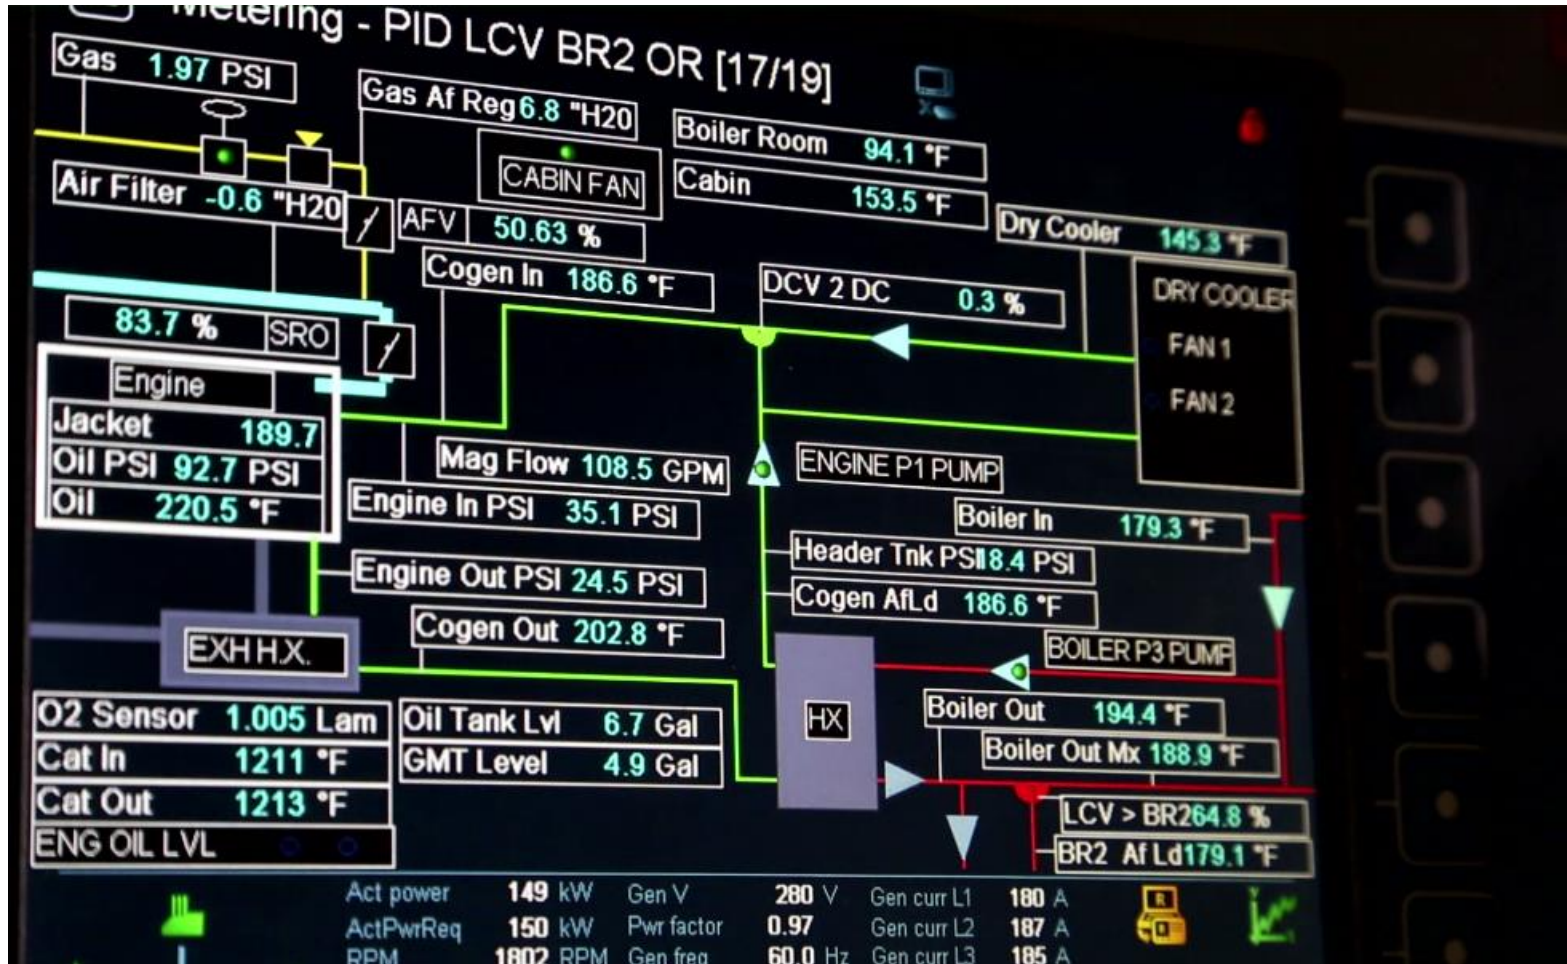 Metering - PID LCV BR2 OR [17/19]
Gas 1.97 PSI
Gas Af Reg 6.8 "H20
Boiler Room 94.1 °F
CABIN FAN
Cabin 153.5 °F
Air Filter -0.6 "H20
AFV 50.63 %
Dry Cooler 145.3 °F
Cogen In 186.6 °F
DCV 2 DC 0.3 %
DRY COOLER
83.7 % SRO
FAN 1
Engine
FAN 2
Jacket 189.7
Mag Flow 108.5 GPM
ENGINE P1 PUMP
Oil PSI 92.7 PSI
Oil 220.5 °F
Engine In PSI 35.1 PSI
Boiler In 179.3 °F
Header Tnk PSI 18.4 PSI
Engine Out PSI 24.5 PSI
Cogen AfLd 186.6 °F
Cogen Out 202.8 °F
EXH H.X.
BOILER P3 PUMP
O2 Sensor 1.005 Lam
Oil Tank Lvl 6.7 Gal
HX
Boiler Out 194.4 °F
Cat In 1211 °F
GMT Level 4.9 Gal
Boiler Out Mx 188.9 °F
Cat Out 1213 °F
LCV > BR2 64.8 %
ENG OIL LVL
BR2 Af Ld 179.1 °F
Act power 149 kW Gen V 280 V Gen curr L1 180 A
ActPwrReq 150 kW Pwr factor 0.97 Gen curr L2 187 A
RPM 1802 RPM Gen freq 60.0 Hz Gen curr L3 185 A
R